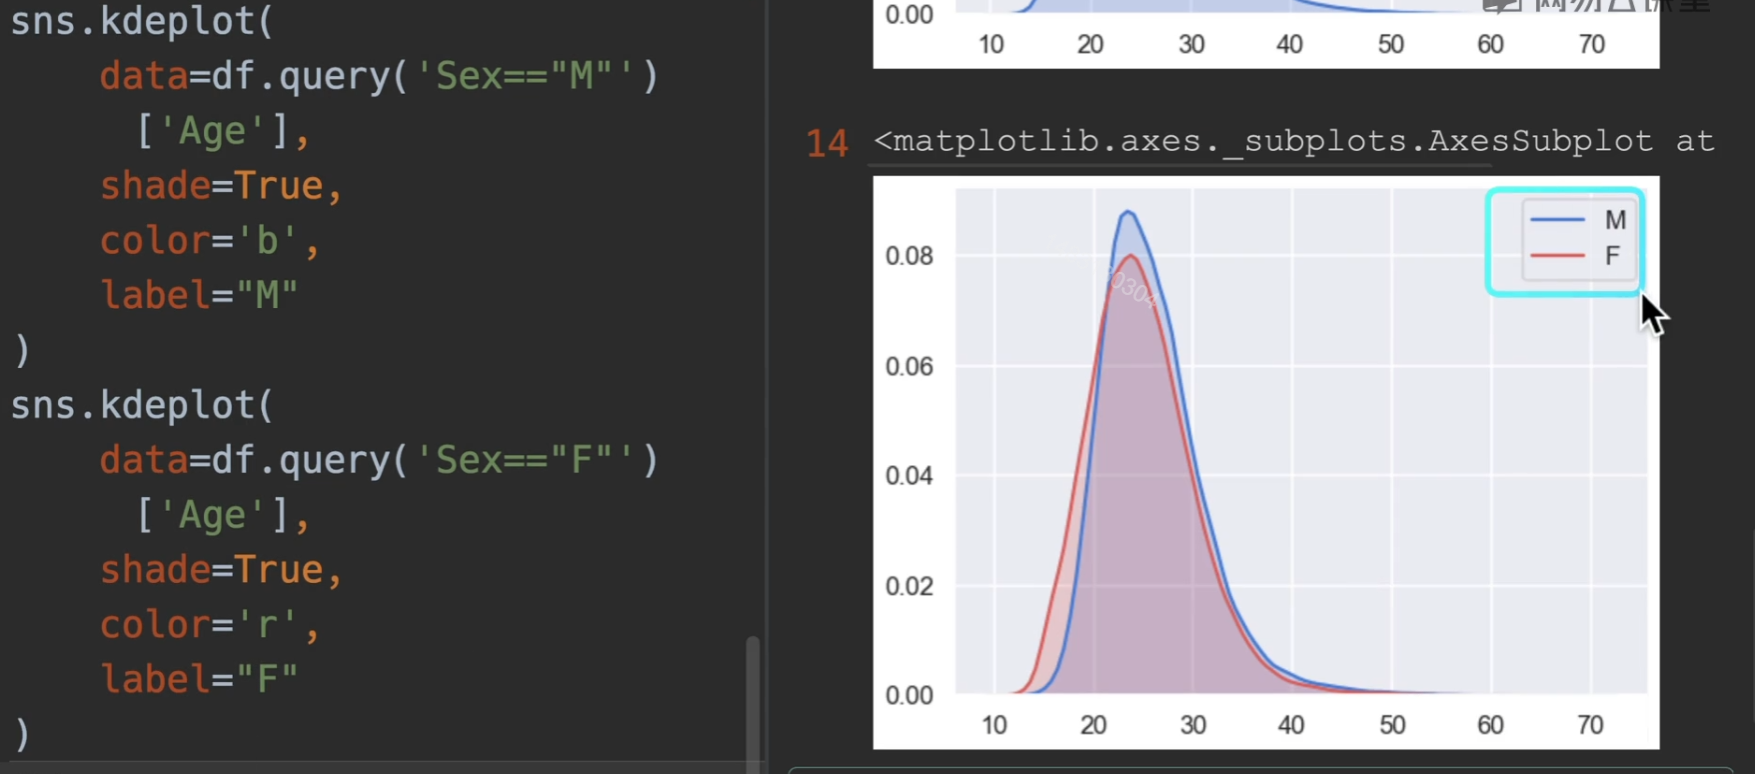 sns.kdeplot(
data=df.query('Sex=="M"')
['Age'],
shade=True,
color='b',
label="M"
)
sns.kdeplot(
data=df.query('Sex=="F"')
['Age'],
shade=True,
color='r',
label="F"
)
0.00
10 20 30 40 50 60 70
14 <matplotlib.axes._subplots.AxesSubplot at
M
F
0.08
0.06
0.04
0.02
0.00
10 20 30 40 50 60 70